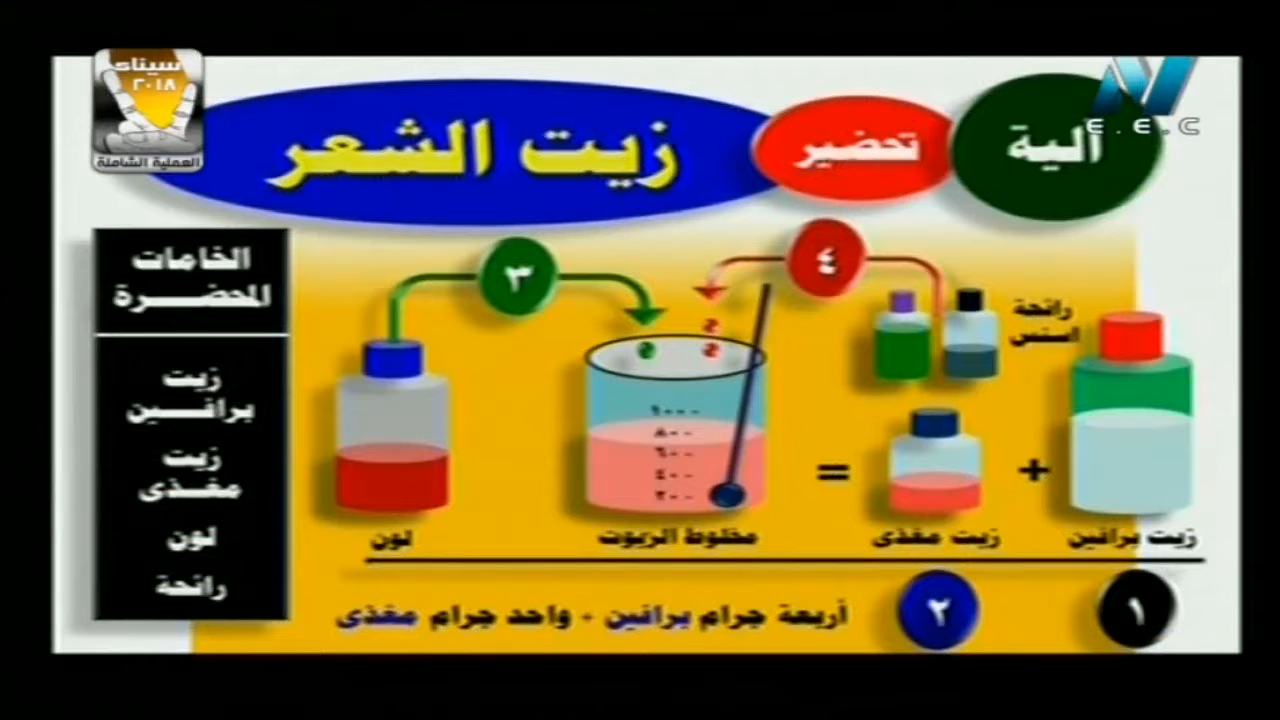 سيناء
٢٠١٨
العملية الشاملة
E.E.C
آلية تحضير زيت الشعر
الخامات
المحضرة
زيت
برافين
زيت
مغذى
لون
رائحة
٤
٣
رائحة
اسنس
١٠٠٠
٨٠٠
٦٠٠
٤٠٠
٢٠٠
+
=
زيت برافين
زيت مغذى
مخلوط الزيوت
لون
١
٢
أربعة جرام برافين + واحد جرام مغذى